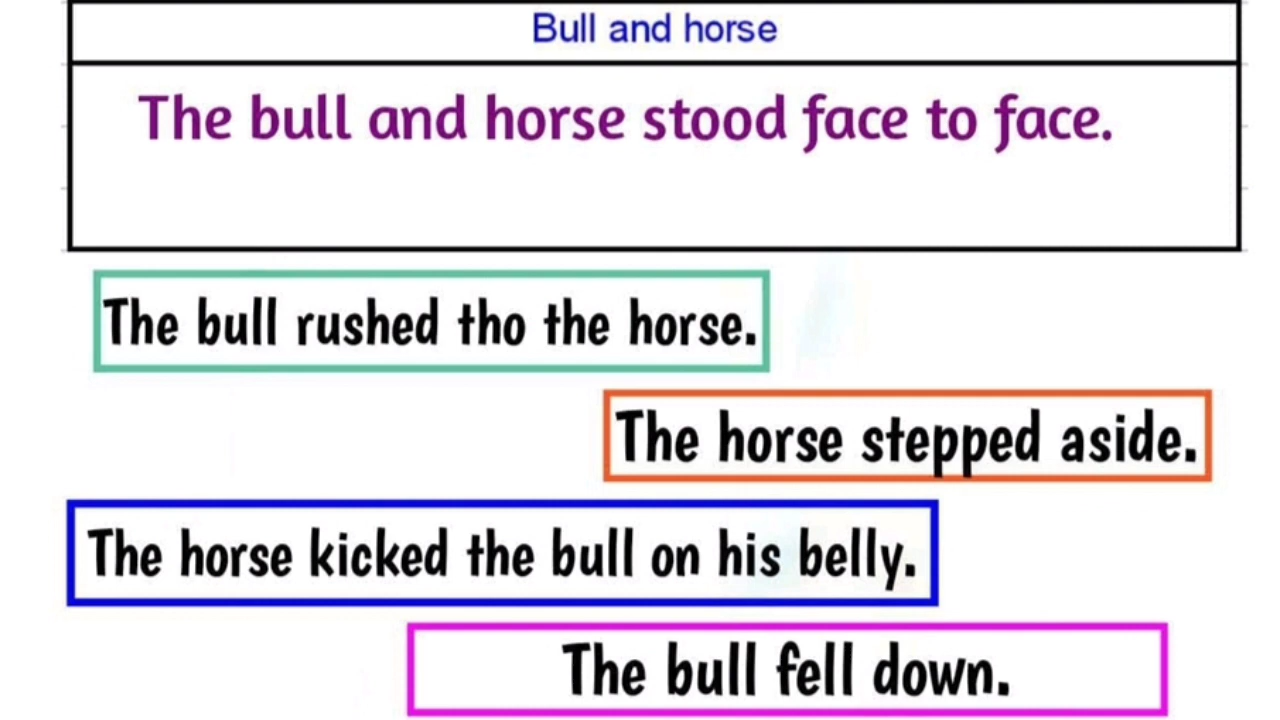 Bull and horse
The bull and horse stood face to face.
The bull rushed tho the horse.
The horse stepped aside.
The horse kicked the bull on his belly.
The bull fell down.